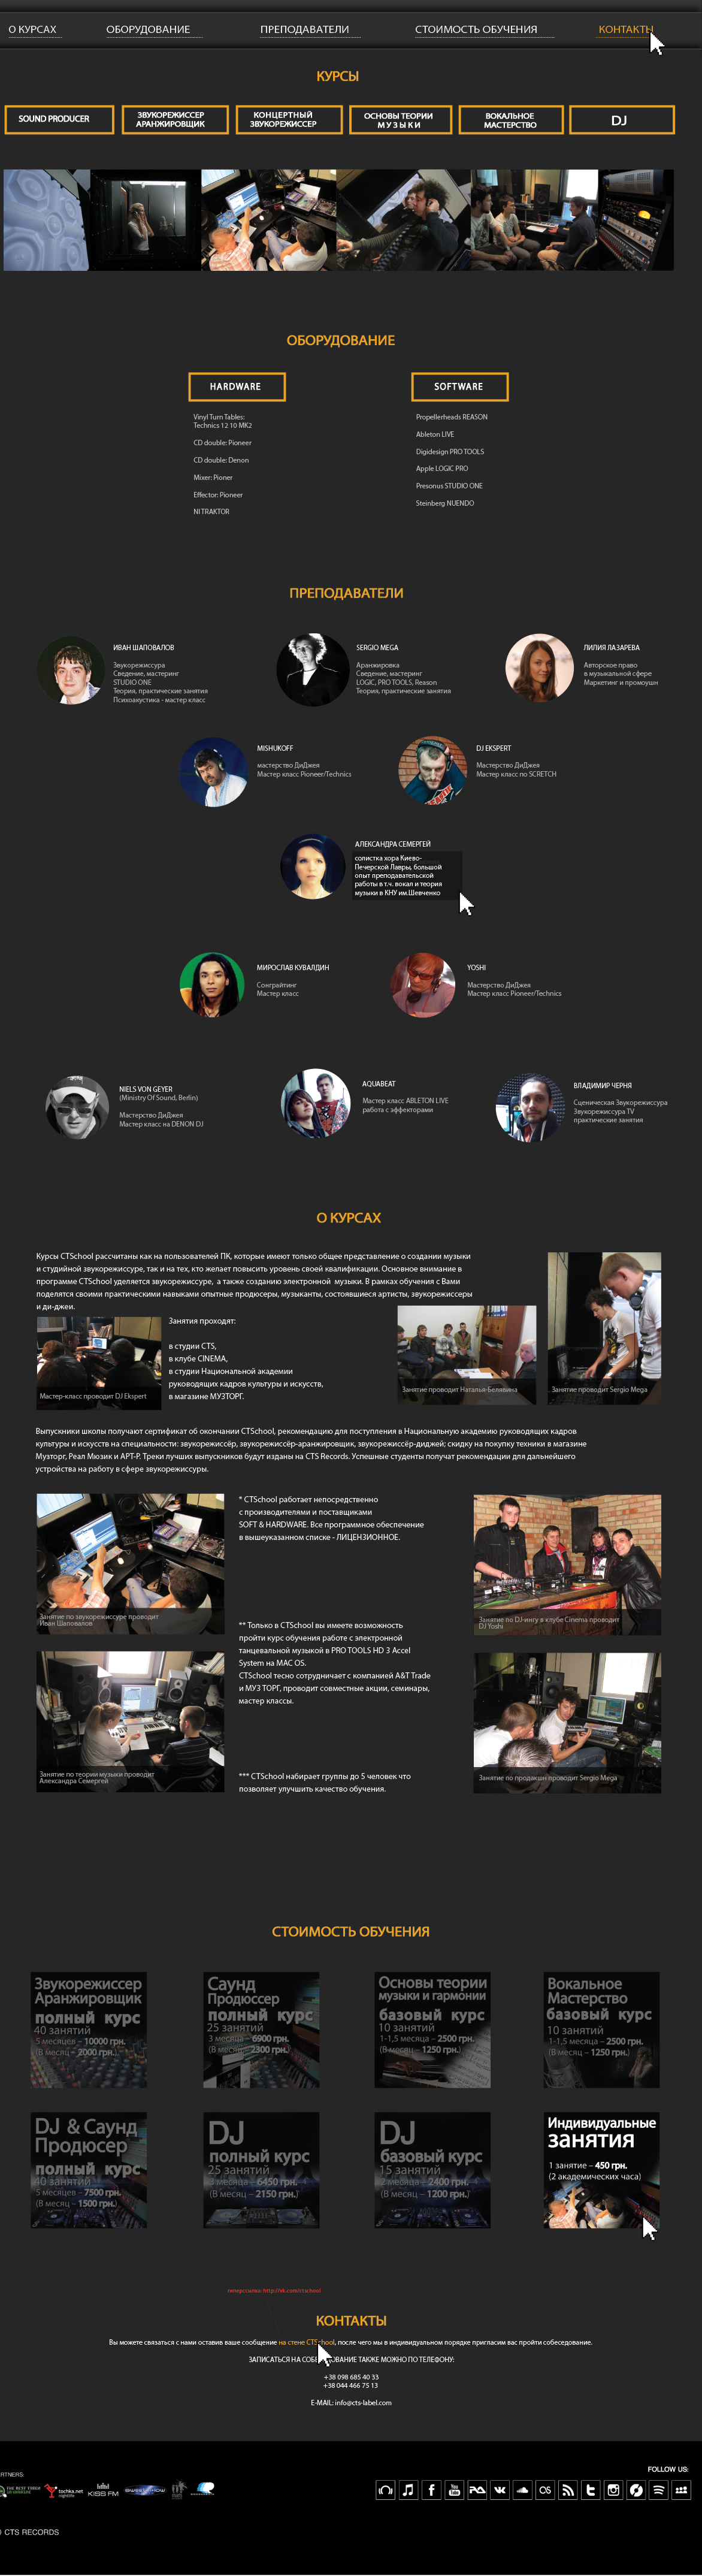 О КУРСАХ ОБОРУДОВАНИЕ ПРЕПОДАВАТЕЛИ СТОИМОСТЬ ОБУЧЕНИЯ КОНТАКТЫ
КУРСЫ
SOUND PRODUCER
ЗВУКОРЕЖИССЕР
АРАНЖИРОВЩИК
КОНЦЕРТНЫЙ
ЗВУКОРЕЖИССЕР
ОСНОВЫ ТЕОРИИ
МУЗЫКИ
ВОКАЛЬНОЕ
МАСТЕРСТВО
DJ
ОБОРУДОВАНИЕ
HARDWARE
Vinyl Turn Tables:
Technics 12 10 MK2
CD double: Pioneer
CD double: Denon
Mixer: Pioner
Effector: Pioneer
NI TRAKTOR
SOFTWARE
Propellerheads REASON
Ableton LIVE
Digidesign PRO TOOLS
Apple LOGIC PRO
Presonus STUDIO ONE
Steinberg NUENDO
ПРЕПОДАВАТЕЛИ
ИВАН ШАПОВАЛОВ
Звукорежиссура
Сведение, мастеринг
STUDIO ONE
Теория, практические занятия
Психоакустика - мастер класс
SERGIO MEGA
Аранжировка
Сведение, мастеринг
LOGIC, PRO TOOLS, Reason
Теория, практические занятия
ЛИЛИЯ ЛАЗАРЕВА
Авторское право
в музыкальной сфере
Маркетинг и промоушн
MISHUKOFF
мастерство ДиДжея
Мастер класс Pioneer/Technics
DJ EKSPERT
Мастерство ДиДжея
Мастер класс по SCRETCH
АЛЕКСАНДРА СЕМЕРГЕЙ
солистка хора Киево-
Печерской Лавры, большой
опыт преподавательской
работы в т.ч. вокал и теория
музыки в КНУ им.Шевченко
МИРОСЛАВ КУВАЛДИН
Сонграйтинг
Мастер класс
YOSHI
Мастерство ДиДжея
Мастер класс Pioneer/Technics
NIELS VON GEYER
(Ministry Of Sound, Berlin)
Мастерство ДиДжея
Мастер класс на DENON DJ
AQUABEAT
Мастер класс ABLETON LIVE
работа с эффекторами
ВЛАДИМИР ЧЕРНЯ
Сценическая Звукорежиссура
Звукорежиссура TV
практические занятия
О КУРСАХ
Курсы CTSchool рассчитаны как на пользователей ПК, которые имеют только общее представление о создании музыки
и студийной звукорежиссуре, так и на тех, кто желает повысить уровень своей квалификации. Основное внимание в
программе CTSchool уделяется звукорежиссуре, а также созданию электронной музыки. В рамках обучения с Вами
поделятся своими практическими навыками опытные продюсеры, музыканты, состоявшиеся артисты, звукорежиссеры
и ди-джеи.
Мастер-класс проводит DJ Ekspert
Занятия проходят:
в студии CTS,
в клубе CINEMA,
в студии Национальной академии
руководящих кадров культуры и искусств,
в магазине МУЗТОРГ.
Занятие проводит Наталья-Белявина
Занятие проводит Sergio Mega
Выпускники школы получают сертификат об окончании CTSchool, рекомендацию для поступления в Национальную академию руководящих кадров
культуры и искусств на специальности: звукорежиссёр, звукорежиссёр-аранжировщик, звукорежиссёр-диджей; скидку на покупку техники в магазине
Музторг, Реал Мюзик и АРТ-Р. Треки лучших выпускников будут изданы на CTS Records. Успешные студенты получат рекомендации для дальнейшего
устройства на работу в сфере звукорежиссуры.
Занятие по звукорежиссуре проводит
Иван Шаповалов
* CTSchool работает непосредственно
с производителями и поставщиками
SOFT & HARDWARE. Все программное обеспечение
в вышеуказанном списке - ЛИЦЕНЗИОННОЕ.
Занятие по DJ-ингу в клубе Cinema проводит
DJ Yoshi
** Только в CTSchool вы имеете возможность
пройти курс обучения работе с электронной
танцевальной музыкой в PRO TOOLS HD 3 Accel
System на MAC OS.
CTSchool тесно сотрудничает с компанией A&T Trade
и МУЗ ТОРГ, проводит совместные акции, семинары,
мастер классы.
Занятие по теории музыки проводит
Александра Семергей
*** CTSchool набирает группы до 5 человек что
позволяет улучшить качество обучения.
Занятие по продакшн проводит Sergio Mega
СТОИМОСТЬ ОБУЧЕНИЯ
Звукорежиссер
Аранжировщик
полный курс
40 занятий
5 месяцев – 10000 грн.
(В месяц – 2000 грн.)
Саунд
Продюссер
полный курс
25 занятий
3 месяца – 6900 грн.
(В месяц – 2300 грн.)
Основы теории
музыки и гармонии
базовый курс
10 занятий
1-1,5 месяца – 2500 грн.
(В месяц – 1250 грн.)
Вокальное
Мастерство
базовый курс
10 занятий
1-1,5 месяца – 2500 грн.
(В месяц – 1250 грн.)
DJ & Саунд
Продюсер
полный курс
40 занятий
5 месяцев – 7500 грн.
(В месяц – 1500 грн.)
DJ
полный курс
25 занятий
3 месяца – 6450 грн.
(В месяц – 2150 грн.)
DJ
базовый курс
15 занятий
2 месяца – 2400 грн.
(В месяц – 1200 грн.)
Индивидуальные
занятия
1 занятие – 450 грн.
(2 академических часа)
гиперссылка: http://vk.com/ctschool
КОНТАКТЫ
Вы можете связаться с нами оставив ваше сообщение на стене CTSchool, после чего мы в индивидуальном порядке пригласим вас пройти собеседование.
ЗАПИСАТЬСЯ НА СОБЕСЕДОВАНИЕ ТАКЖЕ МОЖНО ПО ТЕЛЕФОНУ:
+38 098 685 40 33
+38 044 466 75 13
E-MAIL: info@cts-label.com
FOLLOW US:
ARTNERS:
tochka.net
nightlife
KISS FM
You Tube
CTS RECORDS